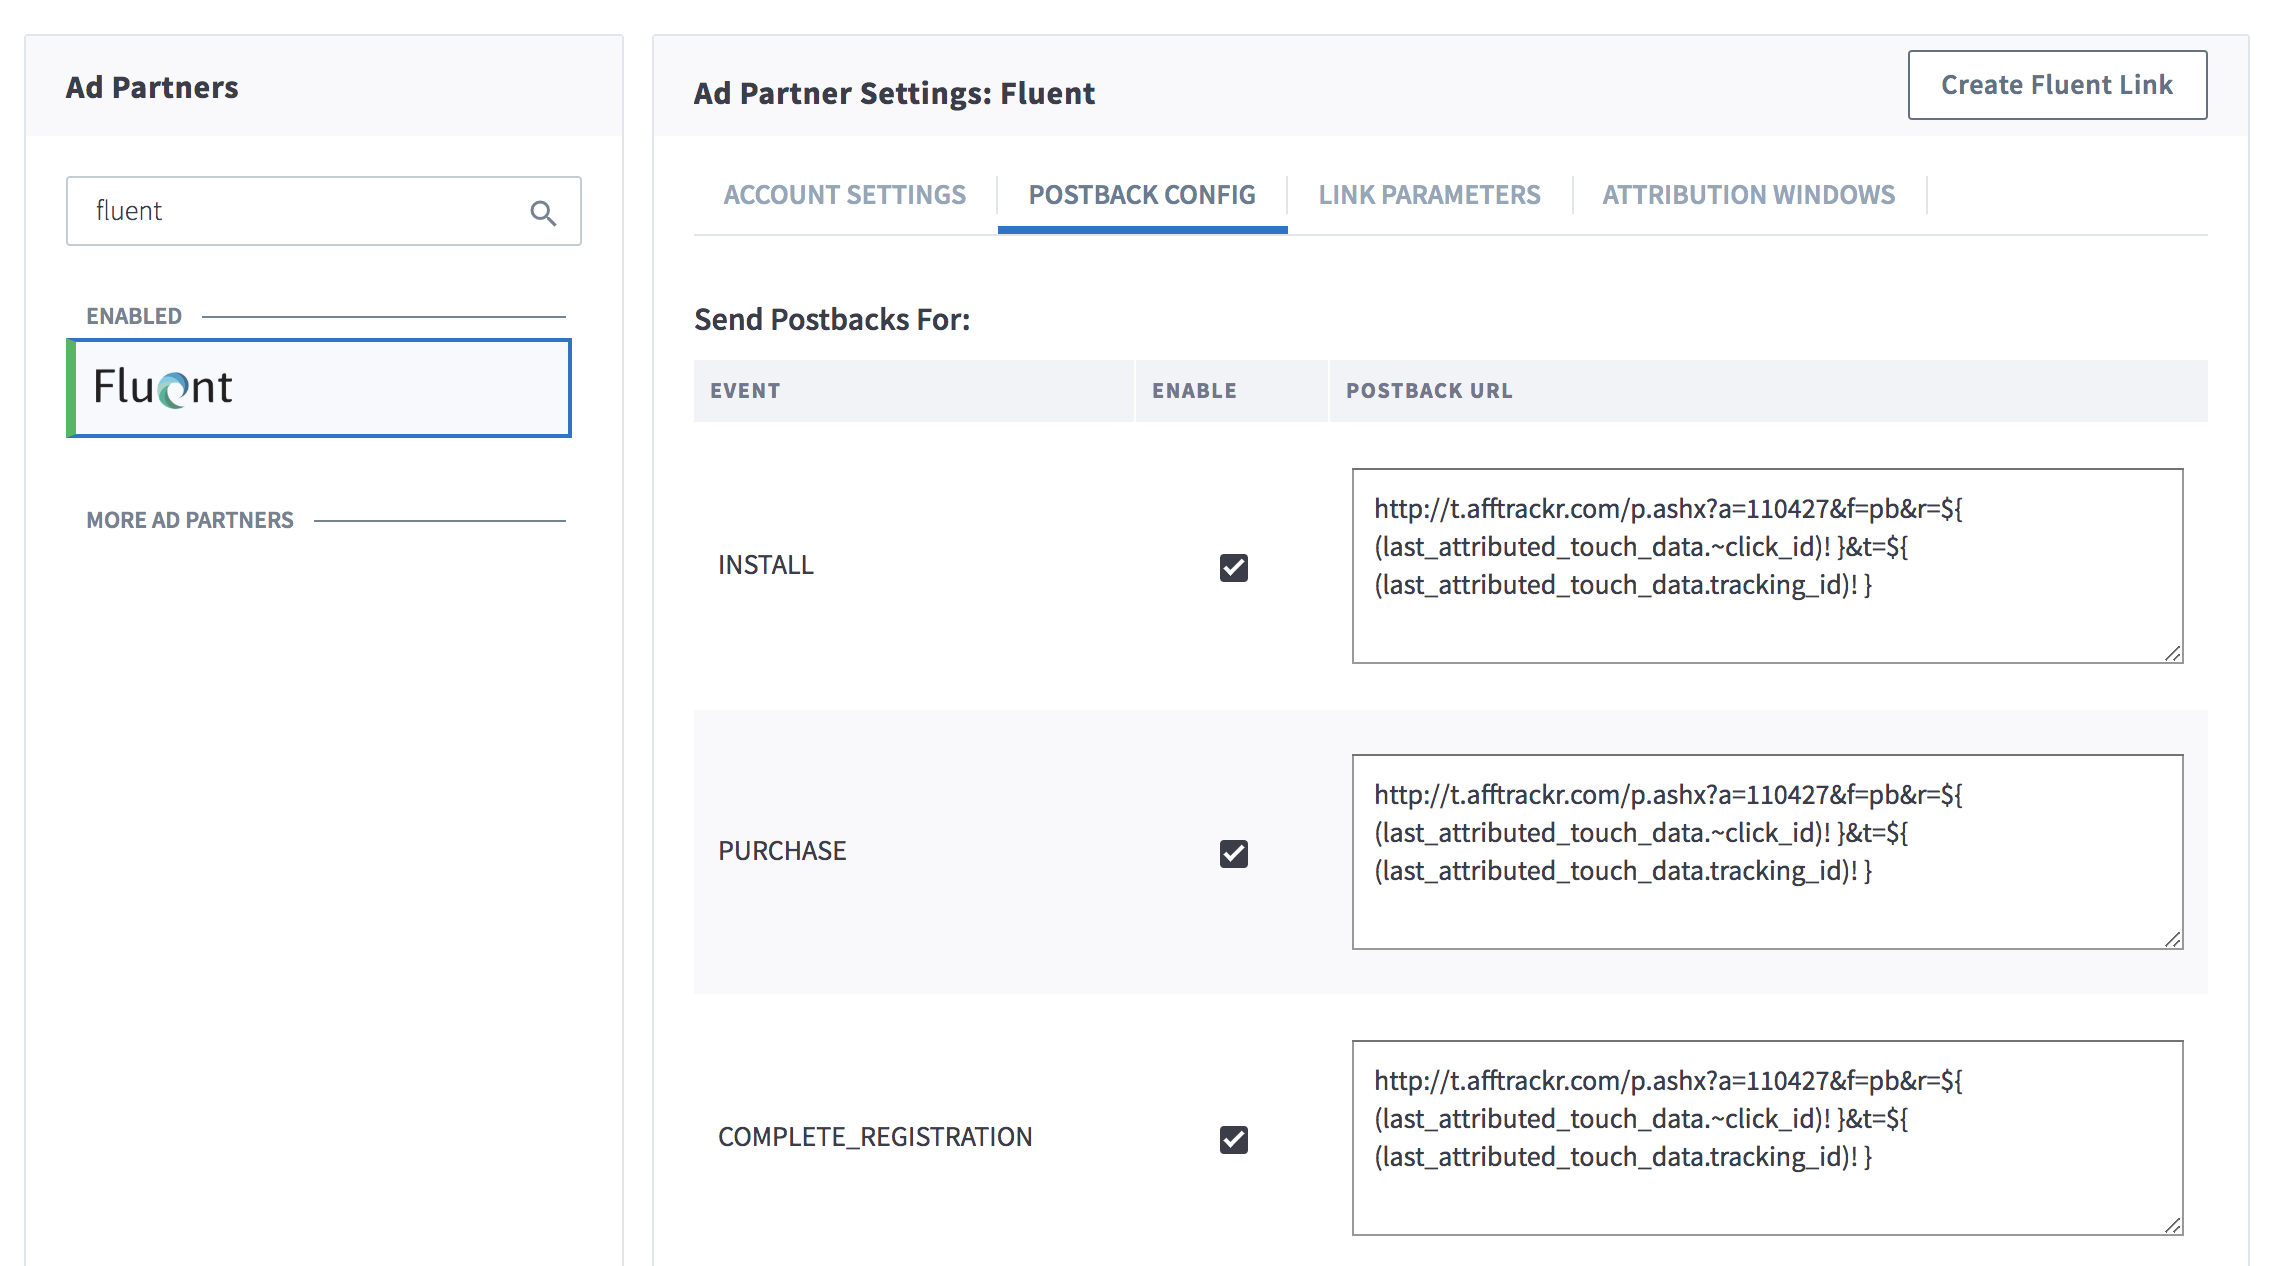 Ad Partners
fluent
ENABLED
Fluent
MORE AD PARTNERS
Ad Partner Settings: Fluent
Create Fluent Link
ACCOUNT SETTINGS
POSTBACK CONFIG
LINK PARAMETERS
ATTRIBUTION WINDOWS
Send Postbacks For:
EVENT
ENABLE
POSTBACK URL
INSTALL
http://t.afftrackr.com/p.ashx?a=110427&f=pb&r=${
(last_attributed_touch_data.~click_id)! }&t=${
(last_attributed_touch_data.tracking_id)! }
PURCHASE
http://t.afftrackr.com/p.ashx?a=110427&f=pb&r=${
(last_attributed_touch_data.~click_id)! }&t=${
(last_attributed_touch_data.tracking_id)! }
COMPLETE_REGISTRATION
http://t.afftrackr.com/p.ashx?a=110427&f=pb&r=${
(last_attributed_touch_data.~click_id)! }&t=${
(last_attributed_touch_data.tracking_id)! }